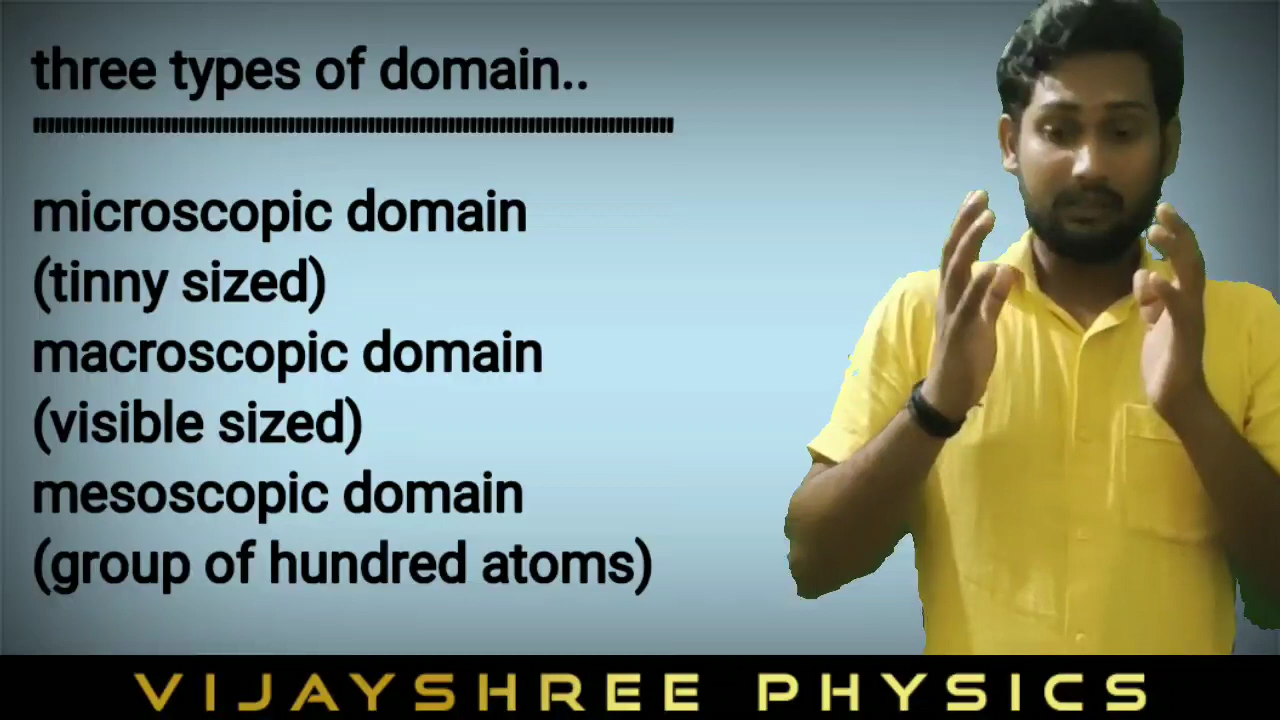 three types of domain..
microscopic domain
(tinny sized)
macroscopic domain
(visible sized)
mesoscopic domain
(group of hundred atoms)
VIJAYSHREE PHYSICS